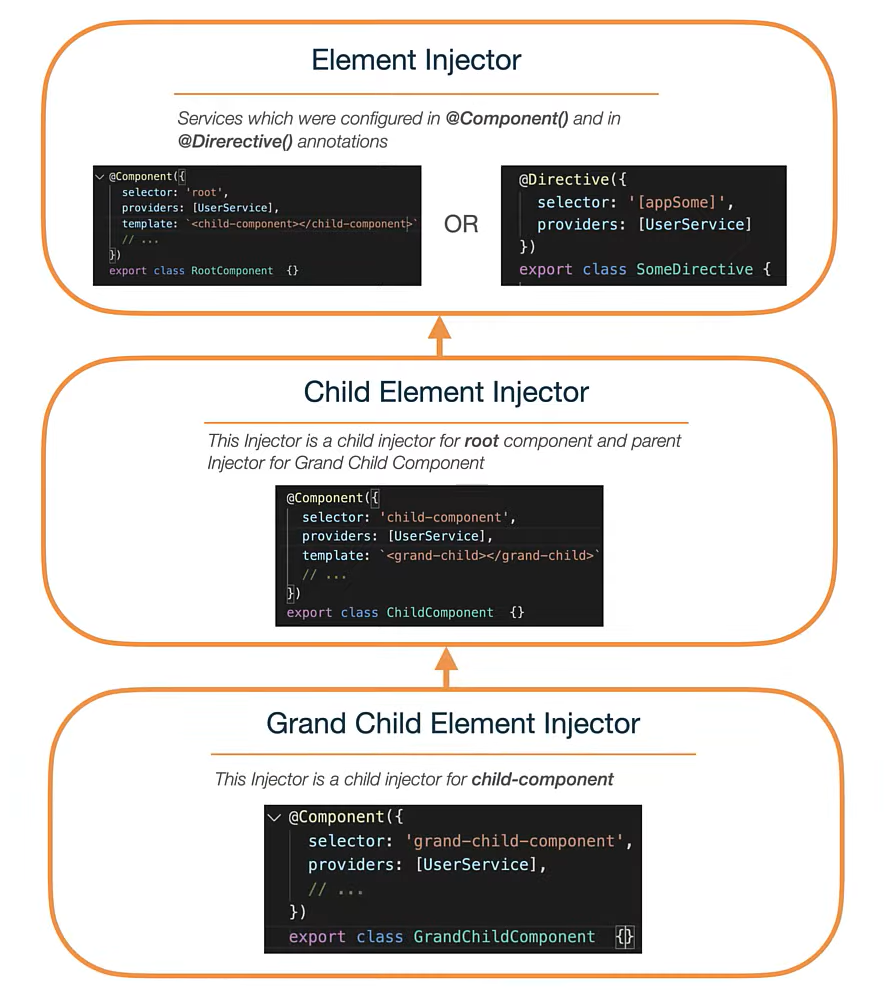 Element Injector
Services which were configured in @Component() and in
@Direrective() annotations
@Component({
selector: 'root',
providers: [UserService],
template: `<child-component></child-component>`
// ...
})
export class RootComponent {}
OR
@Directive({
selector: '[appSome]',
providers: [UserService]
})
export class SomeDirective {
Child Element Injector
This Injector is a child injector for root component and parent
Injector for Grand Child Component
@Component({
selector: 'child-component',
providers: [UserService],
template: `<grand-child></grand-child>`
// ...
})
export class ChildComponent {}
Grand Child Element Injector
This Injector is a child injector for child-component
@Component({
selector: 'grand-child-component',
providers: [UserService],
// ...
})
export class GrandChildComponent {}